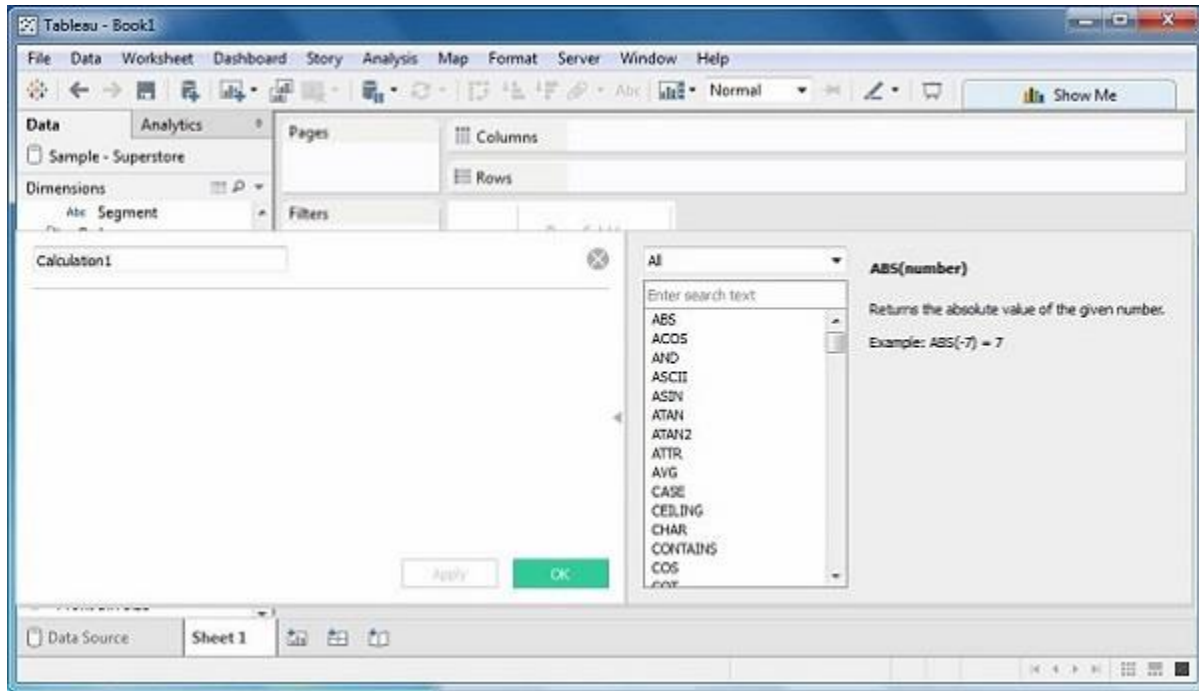 Tableau - Book1
File Data Worksheet Dashboard Story Analysis Map Format Server Window Help
Abc Normal Show Me
Data Analytics Pages Columns
Sample - Superstore
Dimensions Rows
Abc Segment Filters
Calculation1
All
Enter search text
ABS
ACOS
AND
ASCII
ASIN
ATAN
ATAN2
ATTR
AVG
CASE
CEILING
CHAR
CONTAINS
COS
COT
ABS(number)
Returns the absolute value of the given number.
Example: ABS(-7) = 7
Apply OK
Data Source Sheet 1